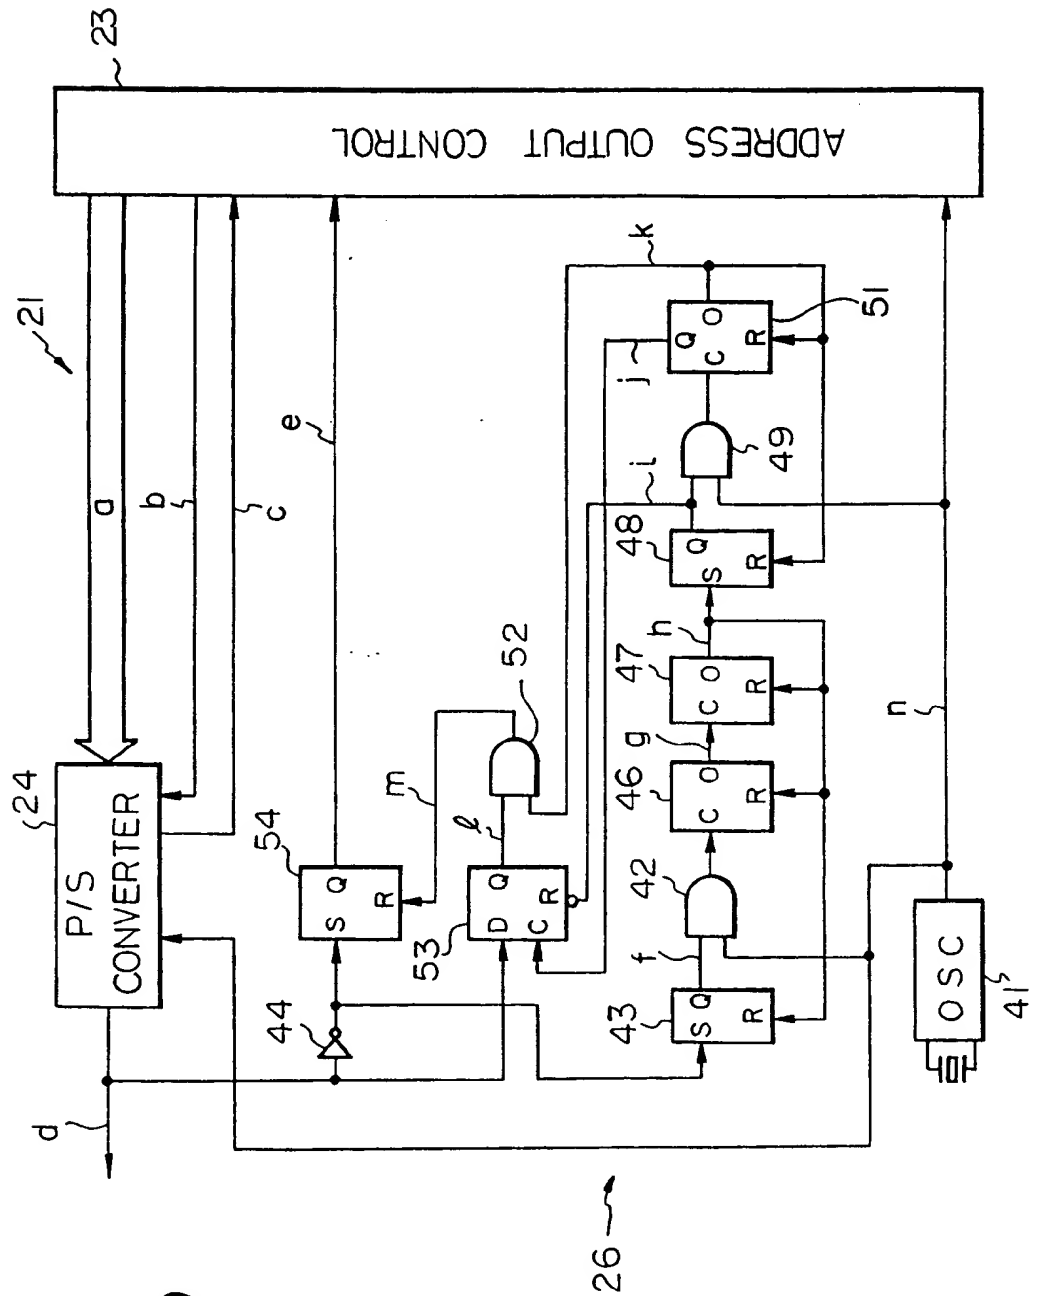 23
21
ADDRESS OUTPUT CONTROL
a
b
c
e
k
j
i
Q
O
C
R
51
49
48
Q
S
R
h
47
C
O
R
g
46
C
O
R
52
m
l
24
P/S
CONVERTER
54
S
Q
R
53
D
Q
C
R
42
f
43
S
Q
R
44
n
OSC
41
d
26